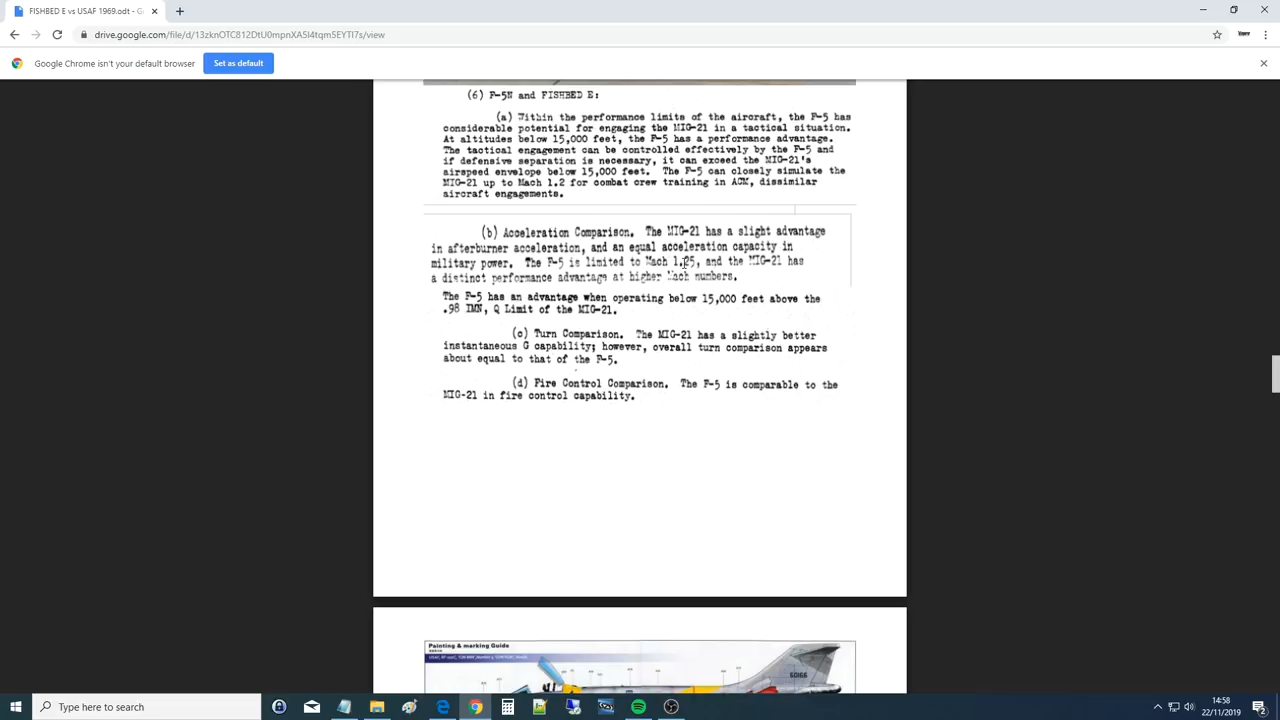 FISHBED E vs USAF 1969.odt - G
drive.google.com/file/d/13zknOTC812DtU0mpnXA5I4tqm5EYTI7s/view
Google Chrome isn't your default browser
Set as default
(6) F-5N and FISHBED E:
(a) Within the performance limits of the aircraft, the F-5 has
considerable potential for engaging the MIG-21 in a tactical situation.
At altitudes below 15,000 feet, the F-5 has a performance advantage.
The tactical engagement can be controlled effectively by the F-5 and
if defensive separation is necessary, it can exceed the MIG-21's
airspeed envelope below 15,000 feet. The F-5 can closely simulate the
MIG-21 up to Mach 1.2 for combat crew training in ACM, dissimilar
aircraft engagements.
(b) Acceleration Comparison. The MIG-21 has a slight advantage
in afterburner acceleration, and an equal acceleration capacity in
military power. The F-5 is limited to Mach 1.25, and the MIG-21 has
a distinct performance advantage at higher Mach numbers.
The F-5 has an advantage when operating below 15,000 feet above the
.98 IMN, Q Limit of the MIG-21.
(c) Turn Comparison. The MIG-21 has a slightly better
instantaneous G capability; however, overall turn comparison appears
about equal to that of the F-5.
(d) Fire Control Comparison. The F-5 is comparable to the
MIG-21 in fire control capability.
Painting & marking Guide
60166
Type here to search
14:58
22/11/2019